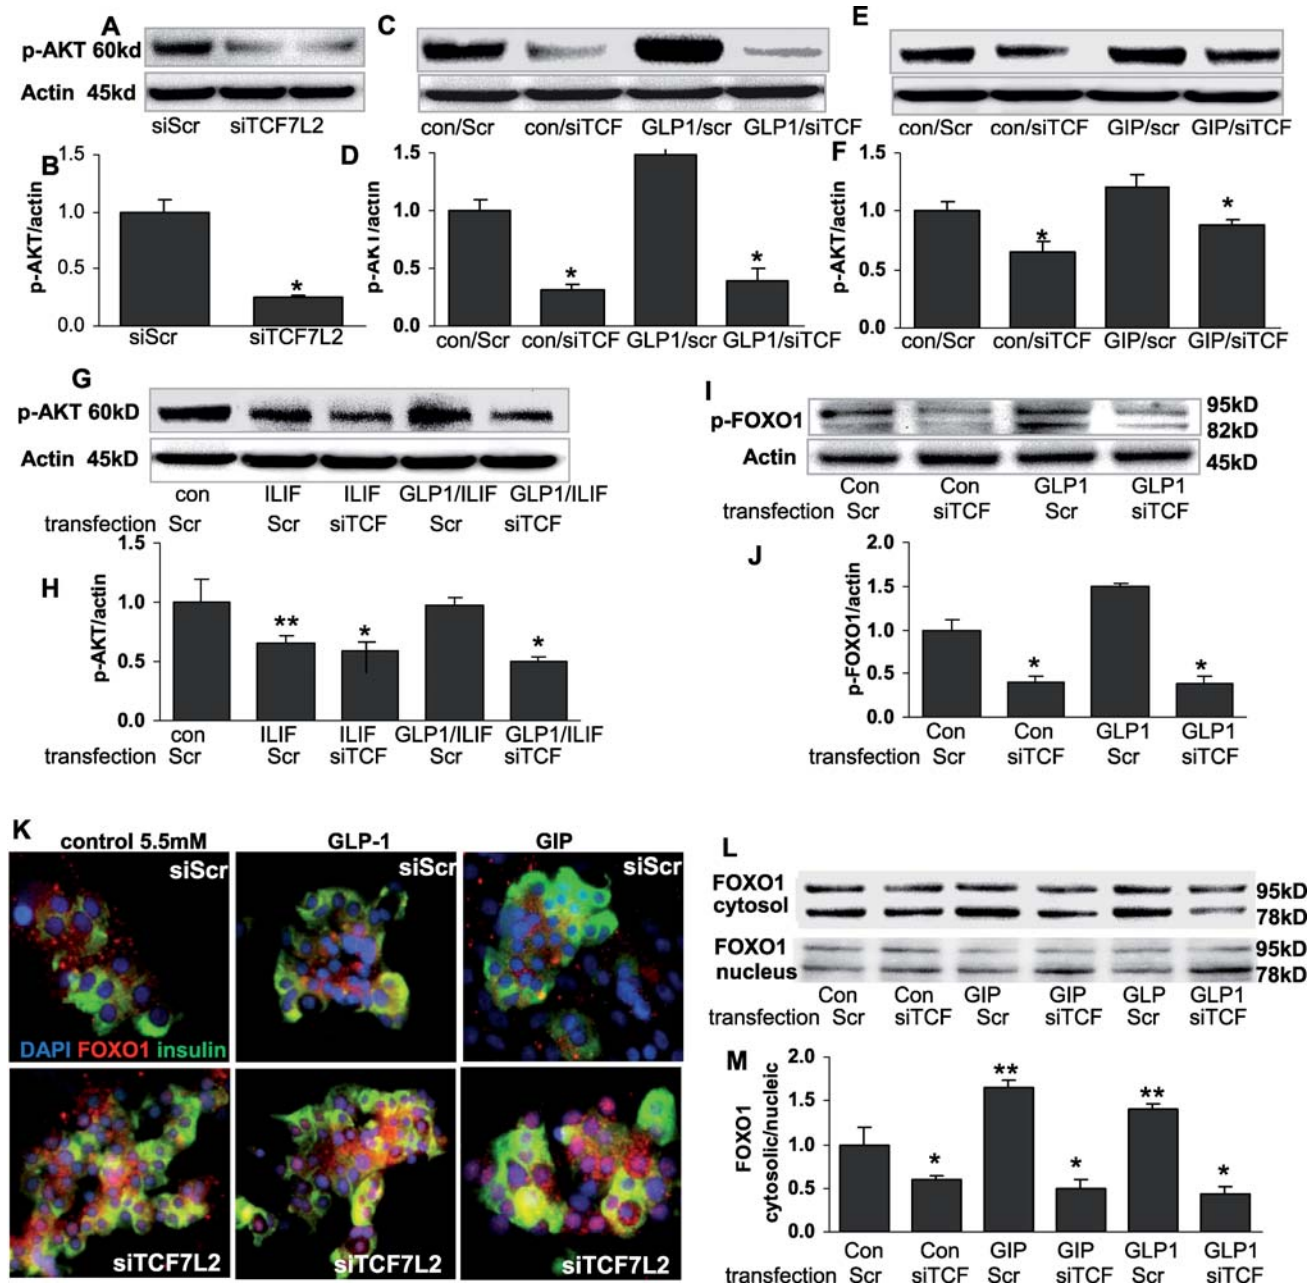 A
p-AKT 60kd
Actin 45kd
siScr siTCF7L2
C
con/Scr con/siTCF GLP1/scr GLP1/siTCF
E
con/Scr con/siTCF GIP/scr GIP/siTCF
B
p-AKT/actin
1.5
1.0
0.5
0.0
*
siScr siTCF7L2
D
p-AKT/actin
1.5
1.0
0.5
0.0
* *
con/Scr con/siTCF GLP1/scr GLP1/siTCF
F
p-AKT/actin
1.5
1.0
0.5
0.0
* *
con/Scr con/siTCF GIP/scr GIP/siTCF
G
p-AKT 60kD
Actin 45kD
con ILIF ILIF GLP1/ILIF GLP1/ILIF
transfection Scr Scr siTCF Scr siTCF
H
p-AKT/actin
1.5
1.0
0.5
0.0
** * *
con ILIF ILIF GLP1/ILIF GLP1/ILIF
transfection Scr Scr siTCF Scr siTCF
I
p-FOXO1 95kD
82kD
Actin 45kD
Con Con GLP1 GLP1
transfection Scr siTCF Scr siTCF
J
p-FOXO1/actin
2.0
1.5
1.0
0.5
0.0
* *
Con Con GLP1 GLP1
transfection Scr siTCF Scr siTCF
K
control 5.5mM GLP-1 GIP
siScr siScr siScr
DAPI FOXO1 insulin
siTCF7L2 siTCF7L2 siTCF7L2
L
FOXO1 95kD
cytosol 78kD
FOXO1 95kD
nucleus 78kD
Con Con GIP GIP GLP GLP1
transfection Scr siTCF Scr siTCF Scr siTCF
M
FOXO1
cytosolic/nucleic
2.0
1.5
1.0
0.5
0.0
* ** * ** *
Con Con GIP GIP GLP1 GLP1
transfection Scr siTCF Scr siTCF Scr siTCF